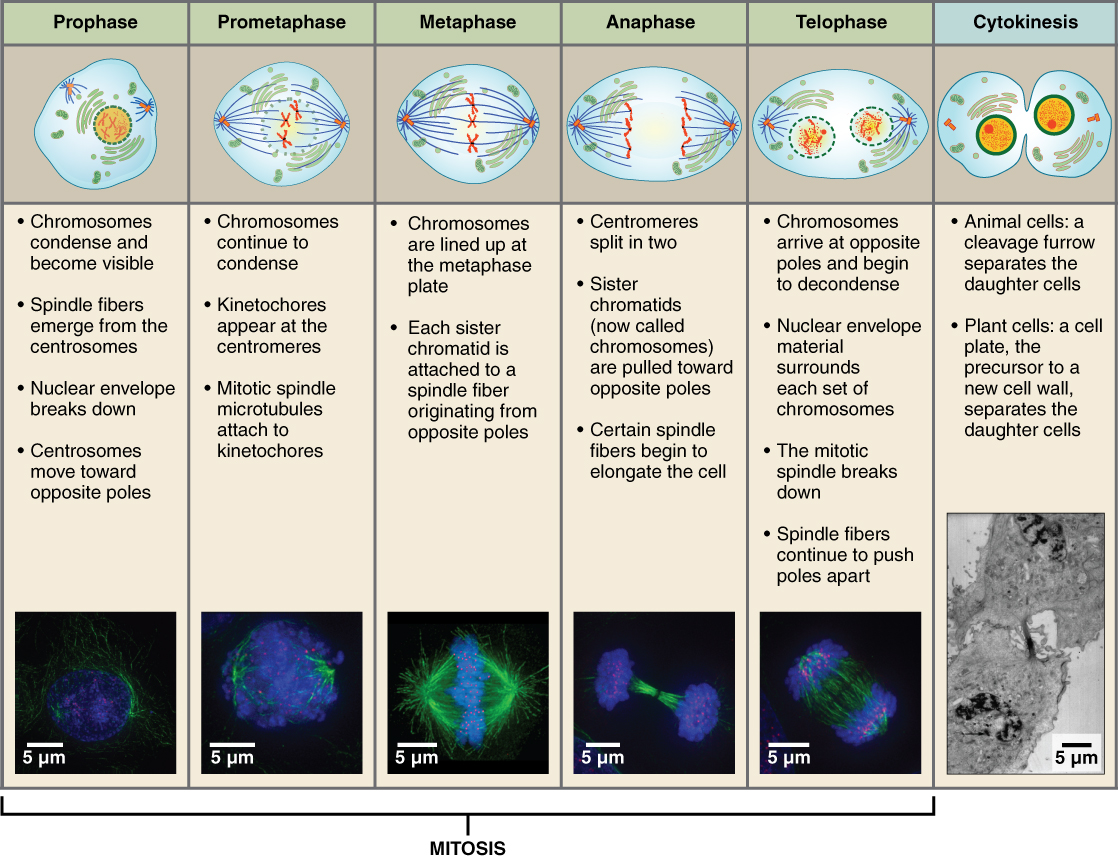 Prophase
Prometaphase
Metaphase
Anaphase
Telophase
Cytokinesis
• Chromosomes
condense and
become visible
• Spindle fibers
emerge from the
centrosomes
• Nuclear envelope
breaks down
• Centrosomes
move toward
opposite poles
• Chromosomes
continue to
condense
• Kinetochores
appear at the
centromeres
• Mitotic spindle
microtubules
attach to
kinetochores
• Chromosomes
are lined up at
the metaphase
plate
• Each sister
chromatid is
attached to a
spindle fiber
originating from
opposite poles
• Centromeres
split in two
• Sister
chromatids
(now called
chromosomes)
are pulled toward
opposite poles
• Certain spindle
fibers begin to
elongate the cell
• Chromosomes
arrive at opposite
poles and begin
to decondense
• Nuclear envelope
material
surrounds
each set of
chromosomes
• The mitotic
spindle breaks
down
• Spindle fibers
continue to push
poles apart
• Animal cells: a
cleavage furrow
separates the
daughter cells
• Plant cells: a cell
plate, the
precursor to a
new cell wall,
separates the
daughter cells
5 μm
5 μm
5 μm
5 μm
5 μm
5 μm
MITOSIS